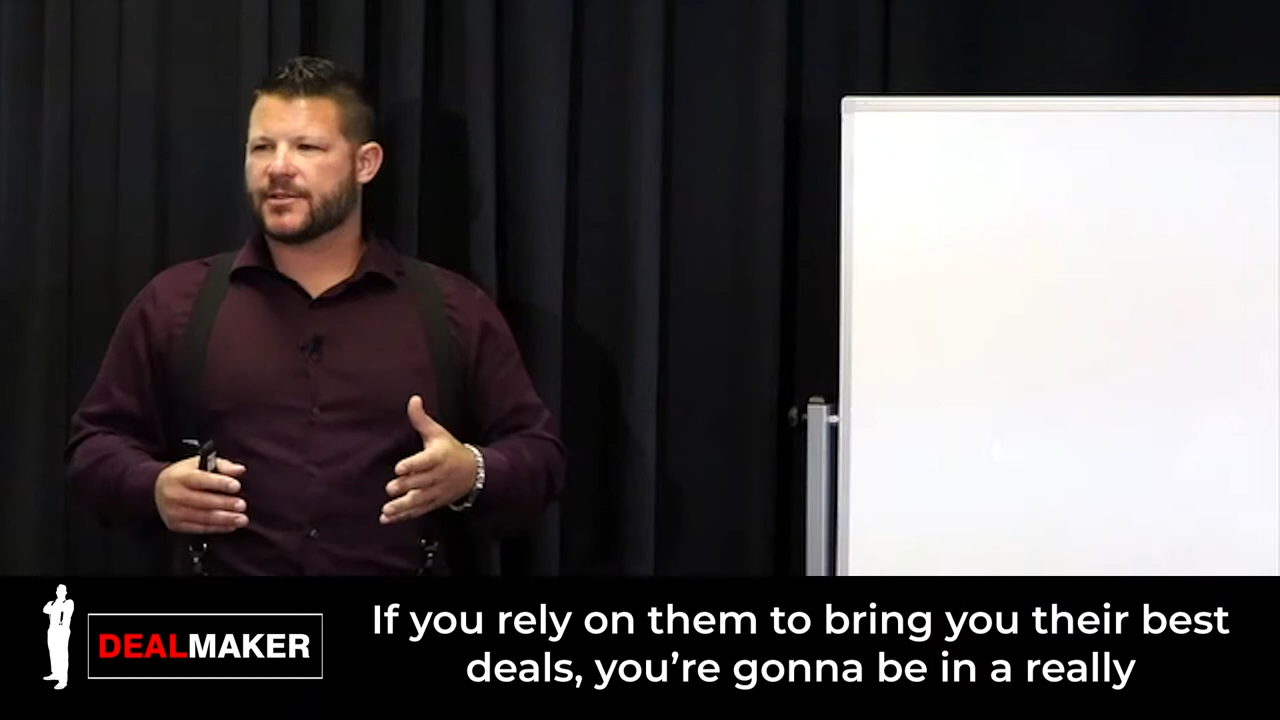 DEALMAKER
If you rely on them to bring you their best
deals, you’re gonna be in a really